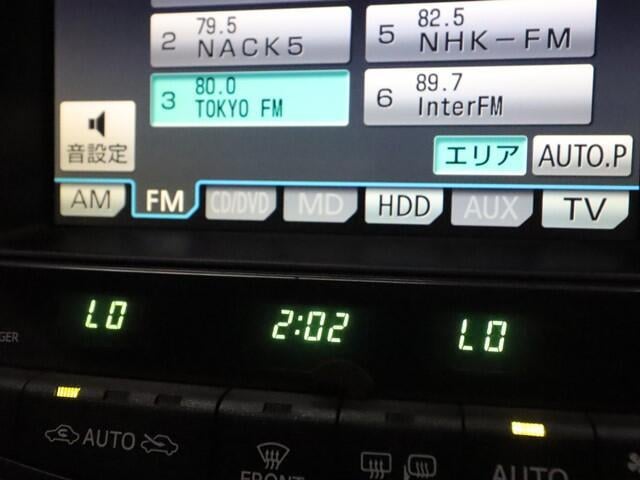 79.5
2 NACK5
82.5
5 NHK-FM
80.0
3 TOKYO FM
89.7
6 InterFM
音設定
エリア AUTO.P
AM FM CD/DVD MD HDD AUX TV
LO 2:02 LO
AUTO
FRONT
AUTO